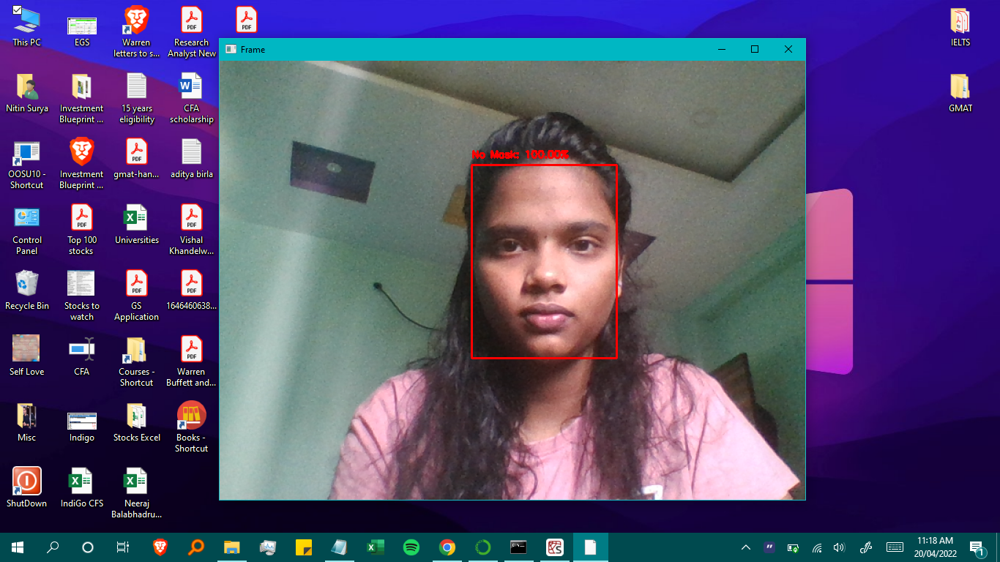 This PC
EGS
Warren
letters to s...
Research
Analyst New
IELTS
Frame
No Mask: 100.00%
Nitin Surya
Investment
Blueprint ...
15 years
eligibility
CFA
scholarship
GMAT
OOSU10 -
Shortcut
Investment
Blueprint ...
gmat-han...
aditya birla
Control
Panel
Top 100
stocks
Universities
Vishal
Khandelw...
Recycle Bin
Stocks to
watch
GS
Application
1646460638...
Self Love
CFA
Courses -
Shortcut
Warren
Buffett and...
Misc
Indigo
Stocks Excel
Books -
Shortcut
ShutDown
IndiGo CFS
Neeraj
Balabhadru...
11:18 AM
20/04/2022
1